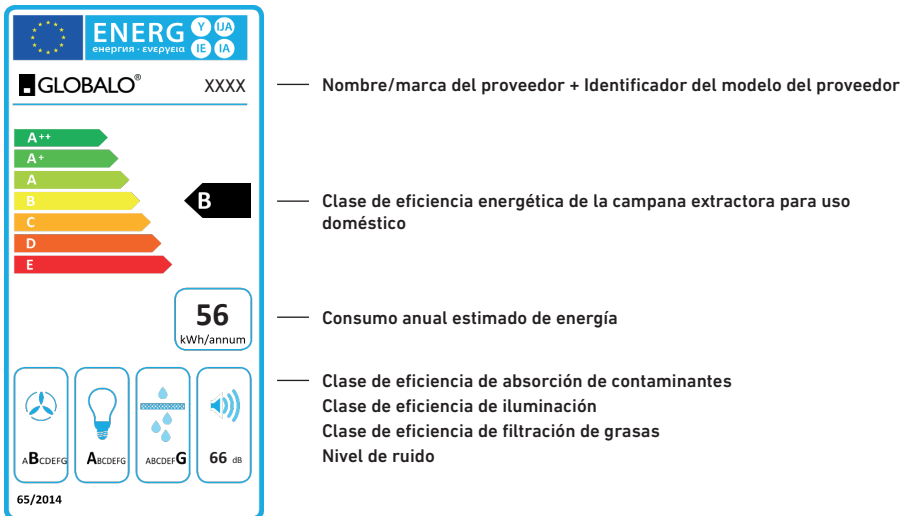 ENERG Y IJA
енергия · ενεργεια IE IA
GLOBALO® XXXX
Nombre/marca del proveedor + Identificador del modelo del proveedor
A++
A+
A
B
C
D
E
B
Clase de eficiencia energética de la campana extractora para uso
doméstico
56
kWh/annum
Consumo anual estimado de energía
Clase de eficiencia de absorción de contaminantes
Clase de eficiencia de iluminación
Clase de eficiencia de filtración de grasas
Nivel de ruido
ABCDEFG
ABCDEFG
ABCDEFG
66 dB
65/2014